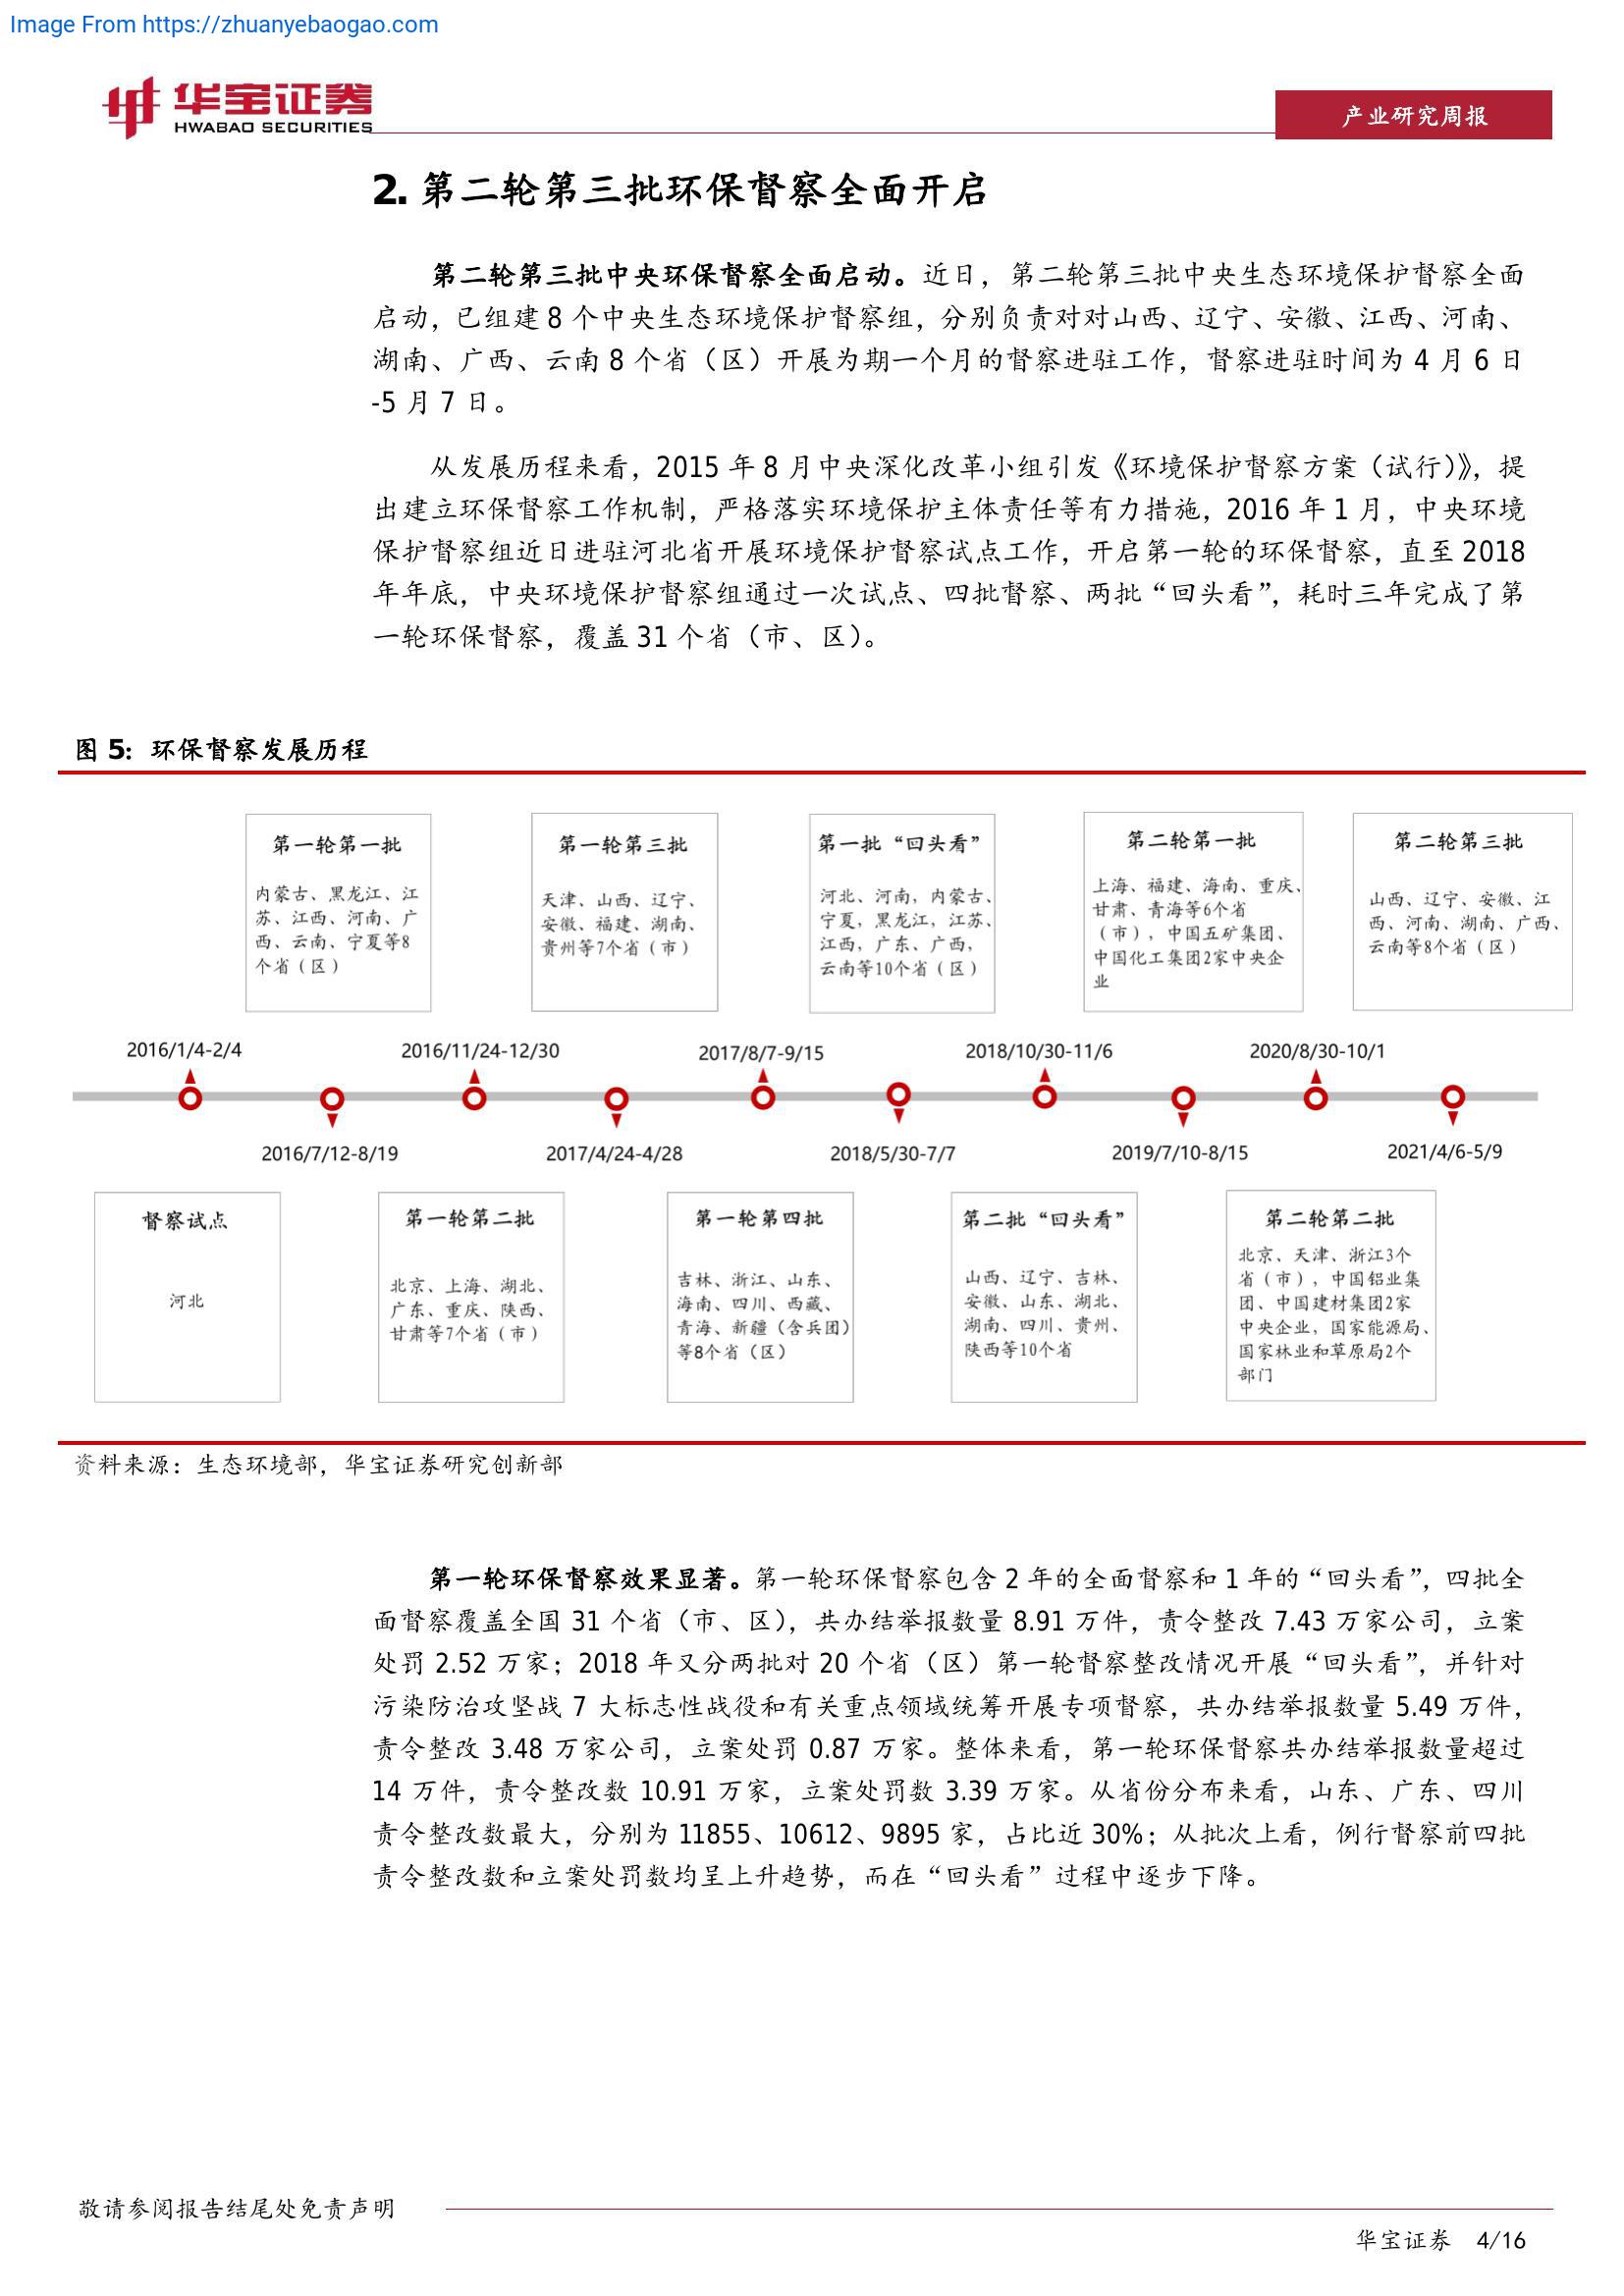 Image From https://zhuanyebaogao.com
华宝证券
HWABAO SECURITIES
产业研究周报
2. 第二轮第三批环保督察全面开启
第二轮第三批中央环保督察全面启动。近日，第二轮第三批中央生态环境保护督察全面
启动，已组建 8 个中央生态环境保护督察组，分别负责对对山西、辽宁、安徽、江西、河南、
湖南、广西、云南 8 个省（区）开展为期一个月的督察进驻工作，督察进驻时间为 4 月 6 日
-5 月 7 日。
从发展历程来看，2015 年 8 月中央深化改革小组引发《环境保护督察方案（试行）》，提
出建立环保督察工作机制，严格落实环境保护主体责任等有力措施，2016 年 1 月，中央环境
保护督察组近日进驻河北省开展环境保护督察试点工作，开启第一轮的环保督察，直至 2018
年年底，中央环境保护督察组通过一次试点、四批督察、两批“回头看”，耗时三年完成了第
一轮环保督察，覆盖 31 个省（市、区）。
图 5：环保督察发展历程
第一轮第一批
内蒙古、黑龙江、江
苏、江西、河南、广
西、云南、宁夏等8
个省（区）
第一轮第三批
天津、山西、辽宁、
安徽、福建、湖南、
贵州等7个省（市）
第一批“回头看”
河北、河南，内蒙古、
宁夏，黑龙江，江苏、
江西，广东、广西，
云南等10个省（区）
第二轮第一批
上海、福建、海南、重庆、
甘肃、青海等6个省
（市），中国五矿集团、
中国化工集团2家中央企
业
第二轮第三批
山西、辽宁、安徽、江
西、河南、湖南、广西、
云南等8个省（区）
2016/1/4-2/4
2016/11/24-12/30
2017/8/7-9/15
2018/10/30-11/6
2020/8/30-10/1
2016/7/12-8/19
2017/4/24-4/28
2018/5/30-7/7
2019/7/10-8/15
2021/4/6-5/9
督察试点
河北
第一轮第二批
北京、上海、湖北、
广东、重庆、陕西、
甘肃等7个省（市）
第一轮第四批
吉林、浙江、山东、
海南、四川、西藏、
青海、新疆（含兵团）
等8个省（区）
第二批“回头看”
山西、辽宁、吉林、
安徽、山东、湖北、
湖南、四川、贵州、
陕西等10个省
第二轮第二批
北京、天津、浙江3个
省（市），中国铝业集
团、中国建材集团2家
中央企业，国家能源局、
国家林业和草原局2个
部门
资料来源：生态环境部，华宝证券研究创新部
第一轮环保督察效果显著。第一轮环保督察包含 2 年的全面督察和 1 年的“回头看”，四批全
面督察覆盖全国 31 个省（市、区），共办结举报数量 8.91 万件，责令整改 7.43 万家公司，立案
处罚 2.52 万家；2018 年又分两批对 20 个省（区）第一轮督察整改情况开展“回头看”，并针对
污染防治攻坚战 7 大标志性战役和有关重点领域统筹开展专项督察，共办结举报数量 5.49 万件，
责令整改 3.48 万家公司，立案处罚 0.87 万家。整体来看，第一轮环保督察共办结举报数量超过
14 万件，责令整改数 10.91 万家，立案处罚数 3.39 万家。从省份分布来看，山东、广东、四川
责令整改数最大，分别为 11855、10612、9895 家，占比近 30%；从批次上看，例行督察前四批
责令整改数和立案处罚数均呈上升趋势，而在“回头看”过程中逐步下降。
敬请参阅报告结尾处免责声明
华宝证券 4/16